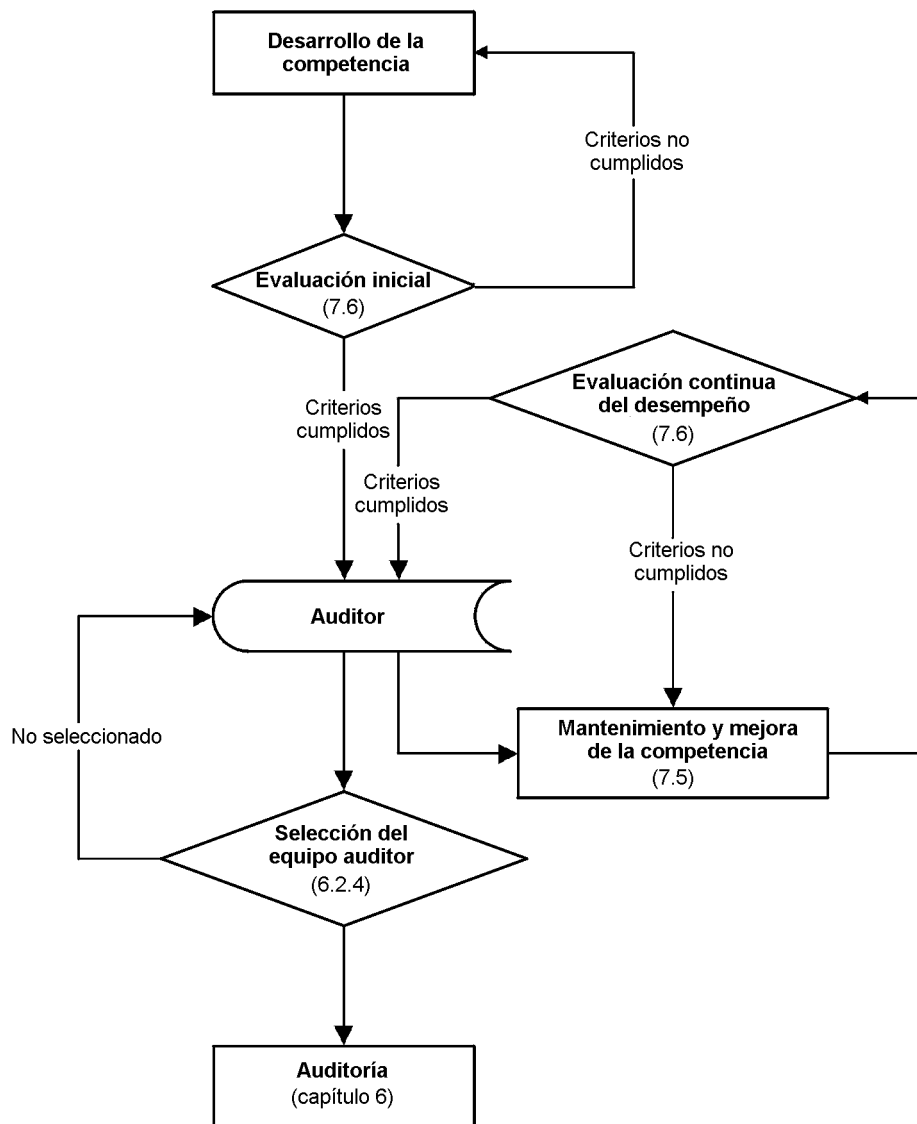 Desarrollo de la
competencia
Criterios no
cumplidos
Evaluación inicial
(7.6)
Evaluación continua
del desempeño
(7.6)
Criterios
cumplidos
Criterios
cumplidos
Criterios no
cumplidos
Auditor
No seleccionado
Mantenimiento y mejora
de la competencia
(7.5)
Selección del
equipo auditor
(6.2.4)
Auditoría
(capítulo 6)